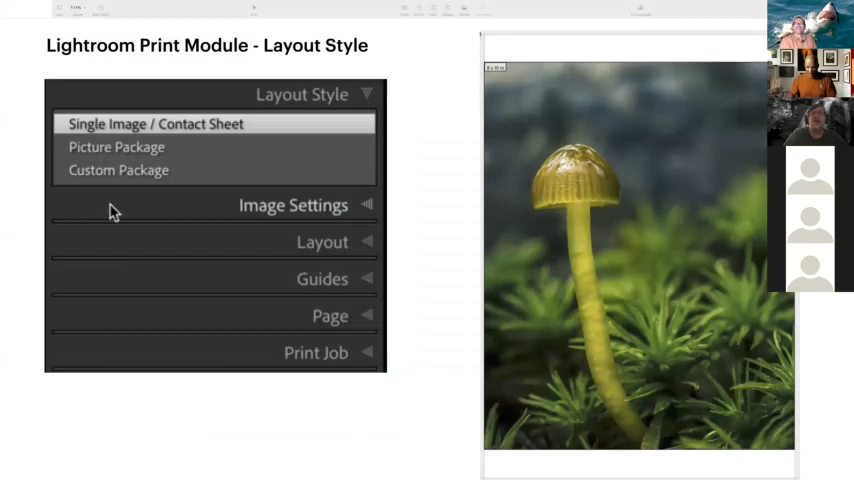 Lightroom Print Module - Layout Style
Layout Style
Single Image / Contact Sheet
Picture Package
Custom Package
Image Settings
Layout
Guides
Page
Print Job
8 x 10 in